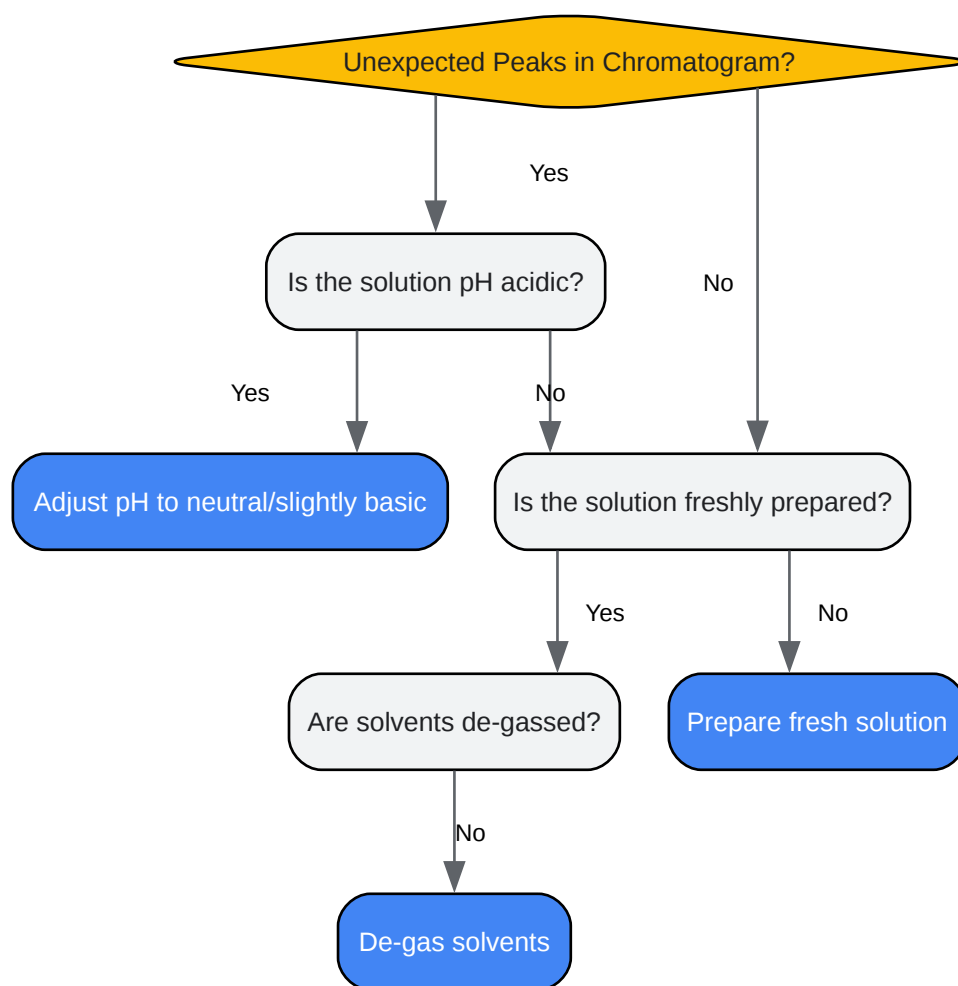 Unexpected Peaks in Chromatogram?
Yes
Is the solution pH acidic?
No
Yes
No
Adjust pH to neutral/slightly basic
Is the solution freshly prepared?
Yes
No
Are solvents de-gassed?
Prepare fresh solution
No
De-gas solvents